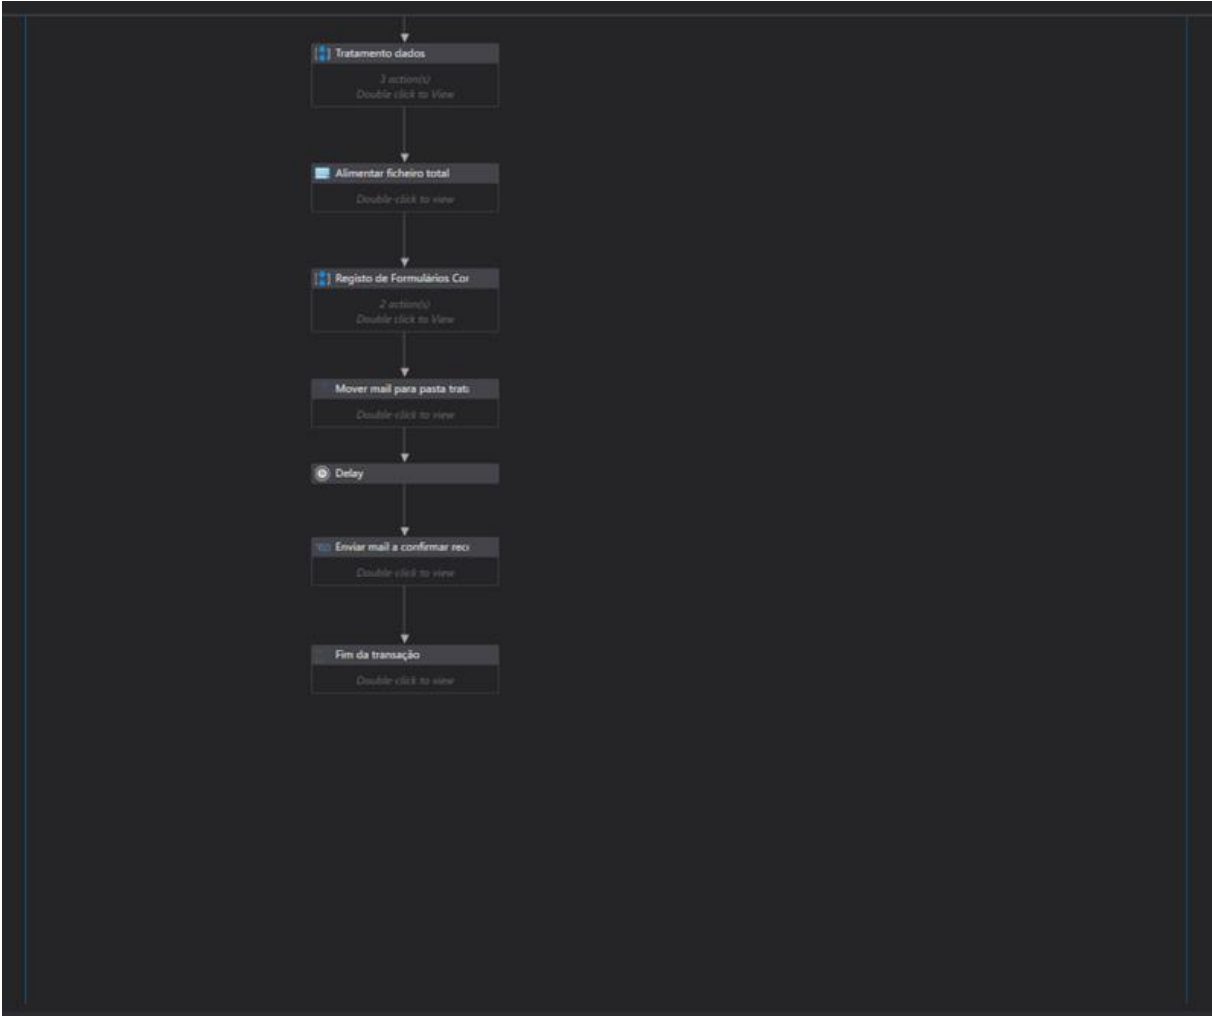 Tratamento dados
3 action(s)
Double click to View
Alimentar ficheiro total
Double-click to view
Registo de Formulários Cor
2 action(s)
Double click to View
Mover mail para pasta trata
Double-click to view
Delay
Enviar mail a confirmar rece
Double-click to view
Fim da transação
Double-click to view